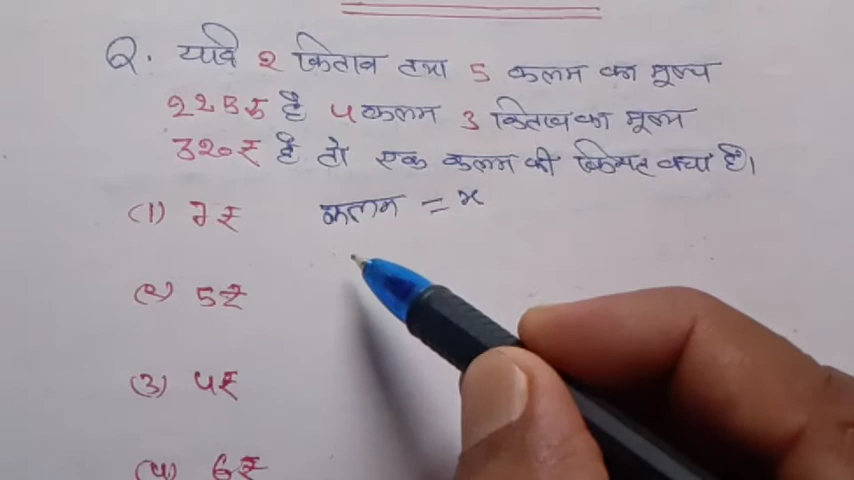 Q. यदि 2 किताब तथा 5 कलम का मूल्य
225₹ है 4 कलम 3 किताब का मूल्य
320₹ है तो एक कलम की किमत क्या है।
(1) 7₹ कलम = x
(2) 5₹
(3) 4₹
(4) 6₹